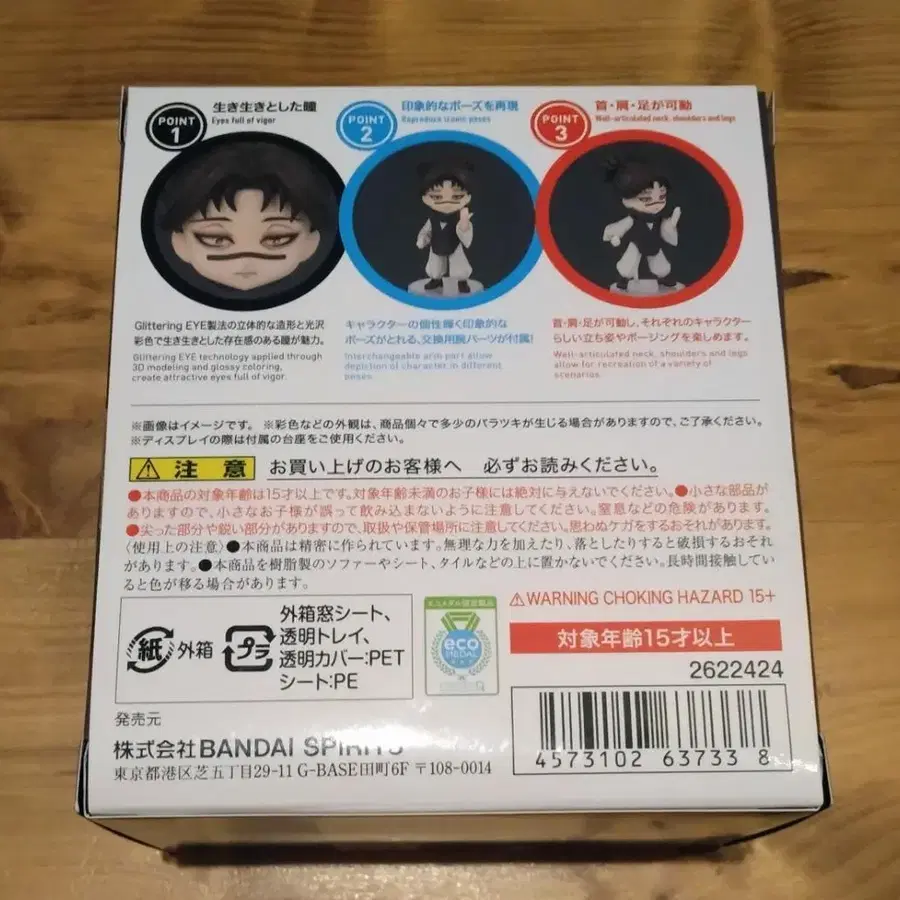 POINT
1
生き生きとした瞳
Eyes full of vigor
POINT
2
印象的なポーズを再現
Reproduce iconic poses
POINT
3
首・肩・足が可動
Well-articulated neck, shoulders and legs
Glittering EYE製法の立体的な造形と光沢
彩色で生き生きとした存在感のある瞳が魅力。
Glittering EYE technology applied through
3D modeling and glossy coloring,
create attractive eyes full of vigor.
キャラクターの個性輝く印象的な
ポーズがとれる、交換用腕パーツが付属!
Interchangeable arm part allow
depiction of character in different
poses.
首・肩・足が可動し、それぞれのキャラクター
らしい立ち姿やポージングを楽しめます。
Well-articulated neck, shoulders and legs
allow for recreation of a variety of
scenarios.
※画像はイメージです。 ※彩色などの外観は、商品個々で多少のバラツキが生じる場合がありますので、ご了承ください。
※ディスプレイの際は付属の台座をご使用ください。
注意 お買い上げのお客様へ 必ずお読みください。
●本商品の対象年齢は15才以上です。対象年齢未満のお子様には絶対に与えないでください。●小さな部品が
ありますので、小さなお子様が誤って飲み込まないように注意してください。窒息などの危険があります。
●尖った部分や鋭い部分がありますので、取扱や保管場所に注意してください。思わぬケガをするおそれがあります。
〈使用上の注意〉●本商品は精密に作られています。無理な力を加えたり、落としたりすると破損するおそれ
があります。●本商品を樹脂製のソファーやシート、タイルなどの上に置かないでください。長時間接触してい
ると色が移る場合があります。
紙 外箱
プラ
外箱窓シート、
透明トレイ、
透明カバー:PET
シート:PE
eco
MEDAL
⚠WARNING CHOKING HAZARD 15+
対象年齢15才以上
2622424
4573102 63733 8
発売元
株式会社BANDAI SPIRITS
東京都港区芝五丁目29-11 G-BASE田町6F 〒108-0014